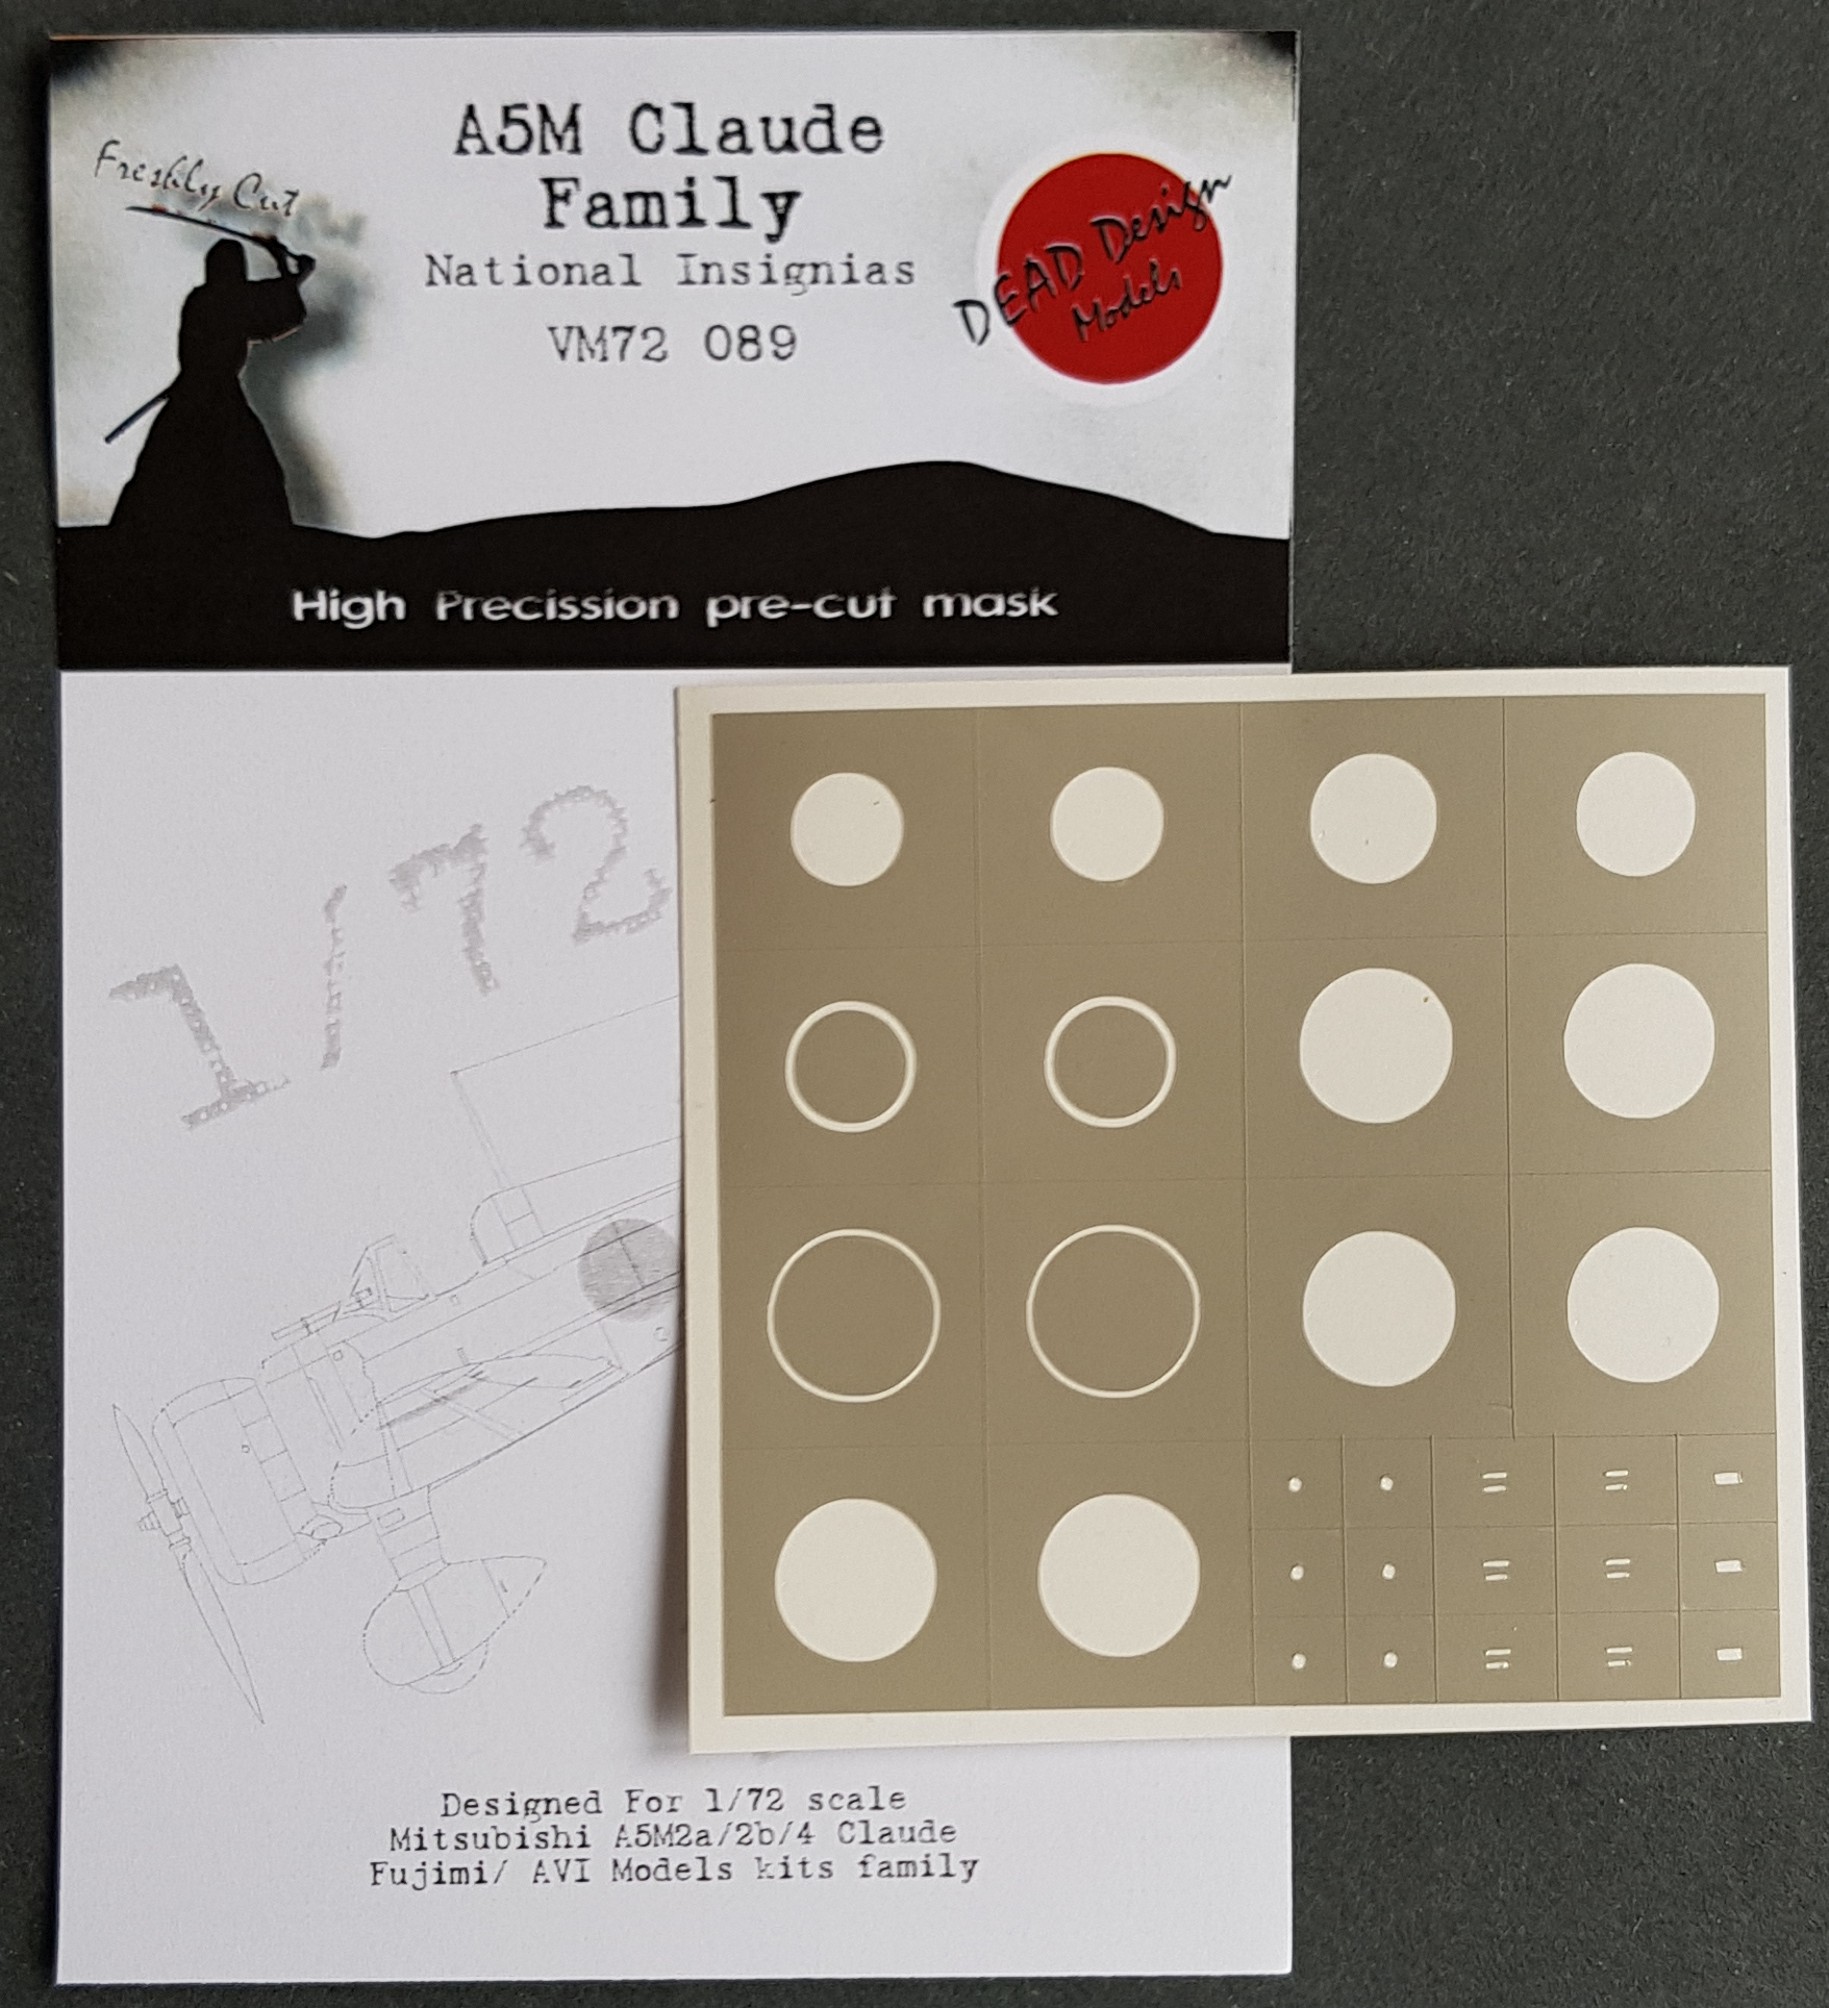 A5M Claude
Family
National Insignias
VM72 089
Freshly Cut
DEAD Design
Models
High Precission pre-cut mask
1/72
Designed For 1/72 scale
Mitsubishi A5M2a/2b/4 Claude
Fujimi/ AVI Models kits family